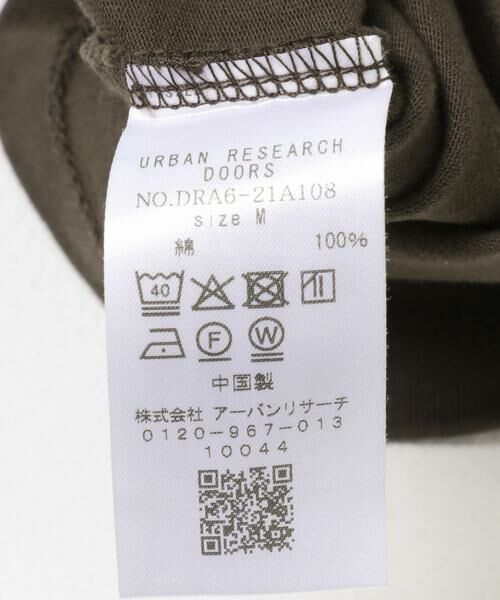 URBAN RESEARCH
DOORS
NO.DRA6-21A108
size M
綿 100%
40
F W
中国製
株式会社 アーバンリサーチ
0120-967-013
10044